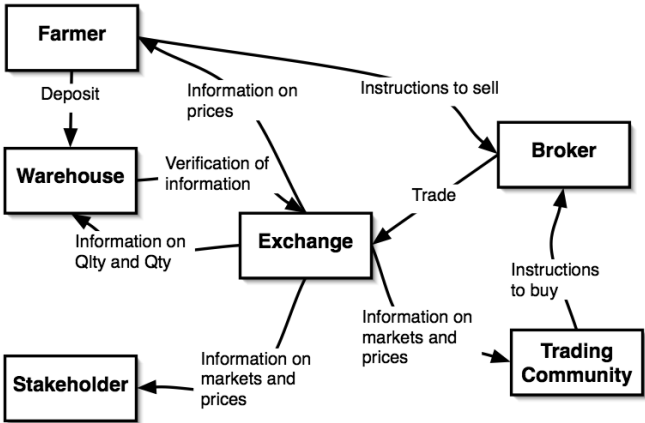 Farmer
Deposit
Information on
prices
Instructions to sell
Broker
Warehouse
Verification of
information
Trade
Exchange
Information on
Qlty and Qty
Instructions
to buy
Information on
markets and
prices
Trading
Community
Information on
markets and
prices
Stakeholder